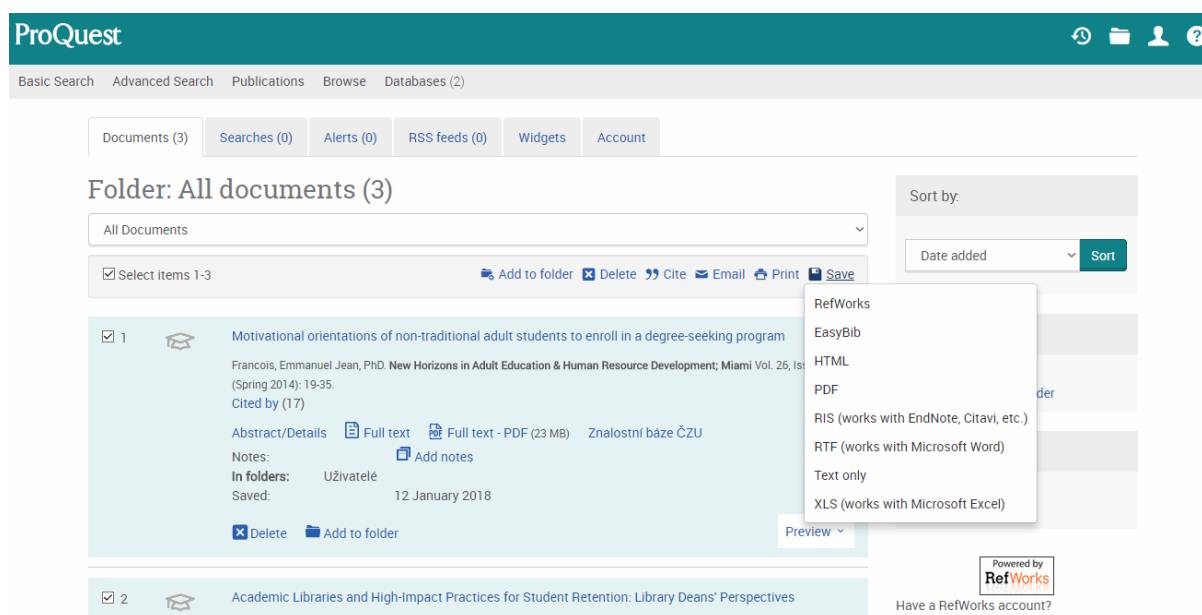 ProQuest
Basic Search Advanced Search Publications Browse Databases (2)
Documents (3) Searches (0) Alerts (0) RSS feeds (0) Widgets Account
Folder: All documents (3)
All Documents
Select items 1-3 Add to folder Delete Cite Email Print Save
RefWorks
EasyBib
HTML
PDF
RIS (works with EndNote, Citavi, etc.)
RTF (works with Microsoft Word)
Text only
XLS (works with Microsoft Excel)
1 Motivational orientations of non-traditional adult students to enroll in a degree-seeking program
Francois, Emmanuel Jean, PhD. New Horizons in Adult Education & Human Resource Development; Miami Vol. 26, Iss
(Spring 2014): 19-35.
Cited by (17)
Abstract/Details Full text PDF Full text - PDF (23 MB) Znalostní báze ČZU
Notes: Add notes
In folders: Uživatelé
Saved: 12 January 2018
Delete Add to folder
Preview
2 Academic Libraries and High-Impact Practices for Student Retention: Library Deans' Perspectives
Sort by:
Date added Sort
der
Powered by
RefWorks
Have a RefWorks account?